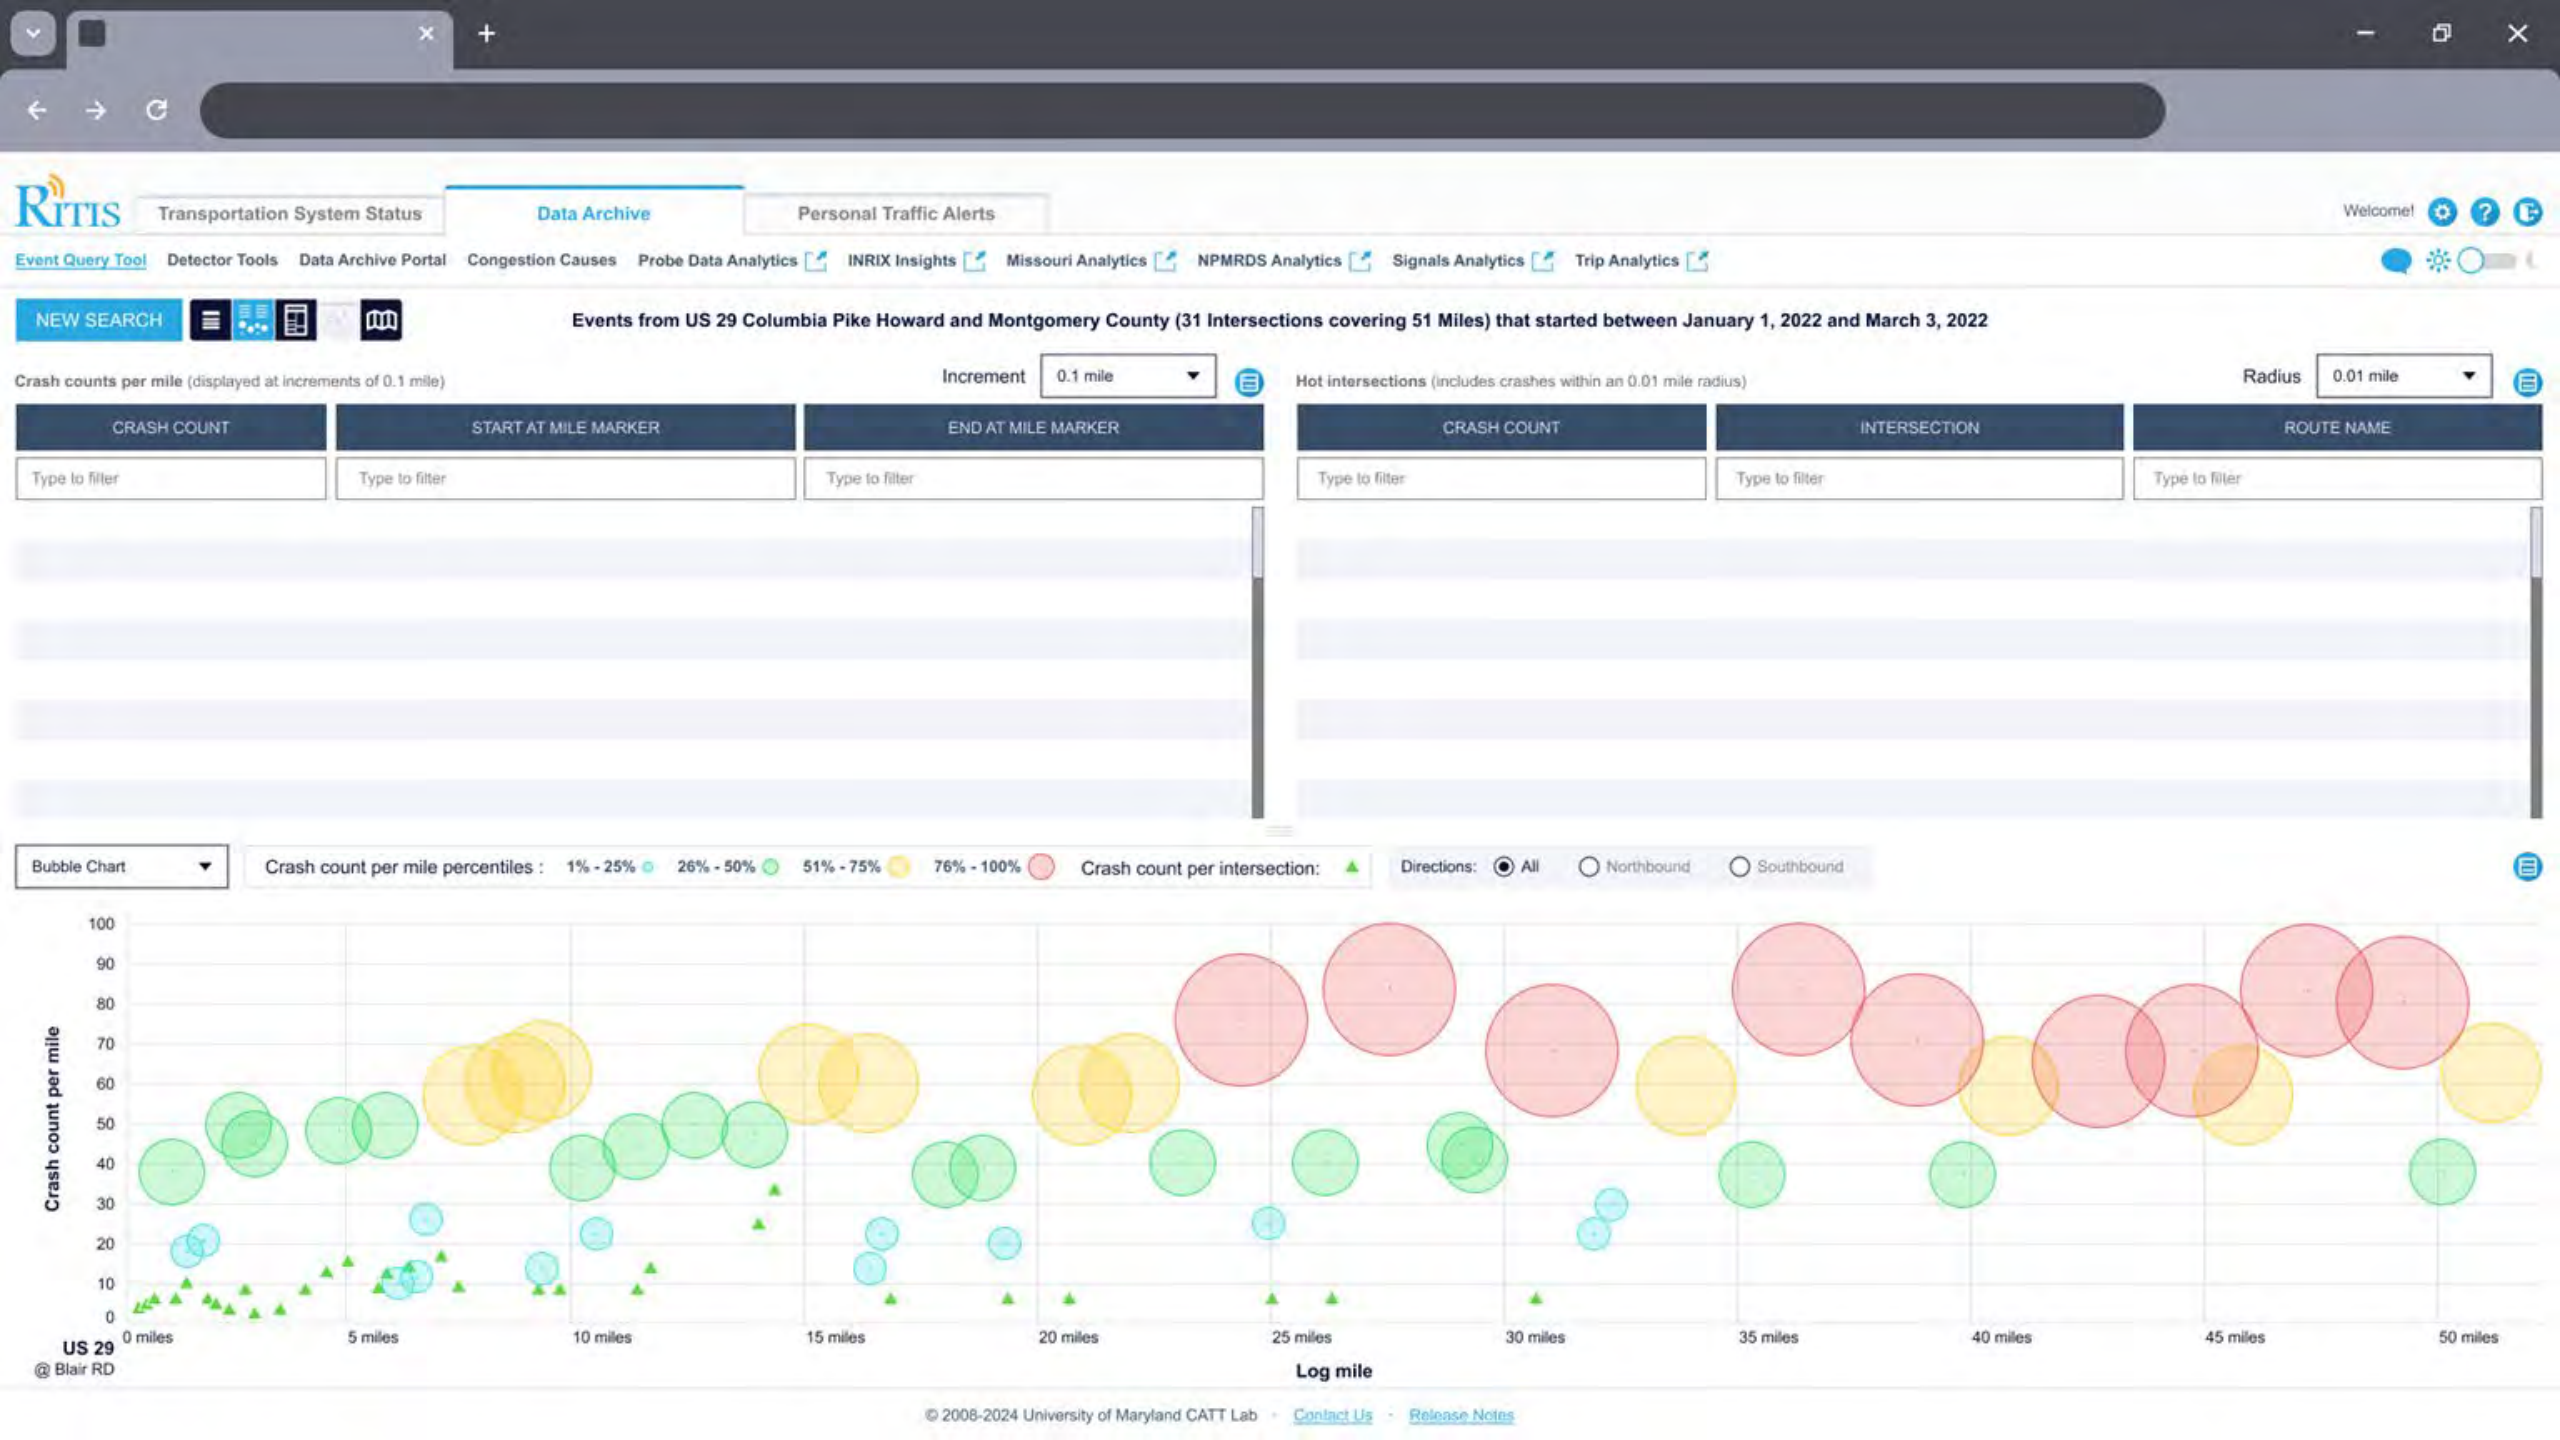 RITIS
Transportation System Status
Data Archive
Personal Traffic Alerts
Welcome!
Event Query Tool
Detector Tools
Data Archive Portal
Congestion Causes
Probe Data Analytics
INRIX Insights
Missouri Analytics
NPMRDS Analytics
Signals Analytics
Trip Analytics
NEW SEARCH
Events from US 29 Columbia Pike Howard and Montgomery County (31 Intersections covering 51 Miles) that started between January 1, 2022 and March 3, 2022
Crash counts per mile (displayed at increments of 0.1 mile)
Increment
0.1 mile
Hot intersections (includes crashes within an 0.01 mile radius)
Radius
0.01 mile
CRASH COUNT
START AT MILE MARKER
END AT MILE MARKER
CRASH COUNT
INTERSECTION
ROUTE NAME
Type to filter
Type to filter
Type to filter
Type to filter
Type to filter
Type to filter
Bubble Chart
Crash count per mile percentiles :
1% - 25%
26% - 50%
51% - 75%
76% - 100%
Crash count per intersection:
Directions:
All
Northbound
Southbound
Crash count per mile
100
90
80
70
60
50
40
30
20
10
0
0 miles
5 miles
10 miles
15 miles
20 miles
25 miles
30 miles
35 miles
40 miles
45 miles
50 miles
US 29
@ Blair RD
Log mile
© 2008-2024 University of Maryland CATT Lab · Contact Us · Release Notes